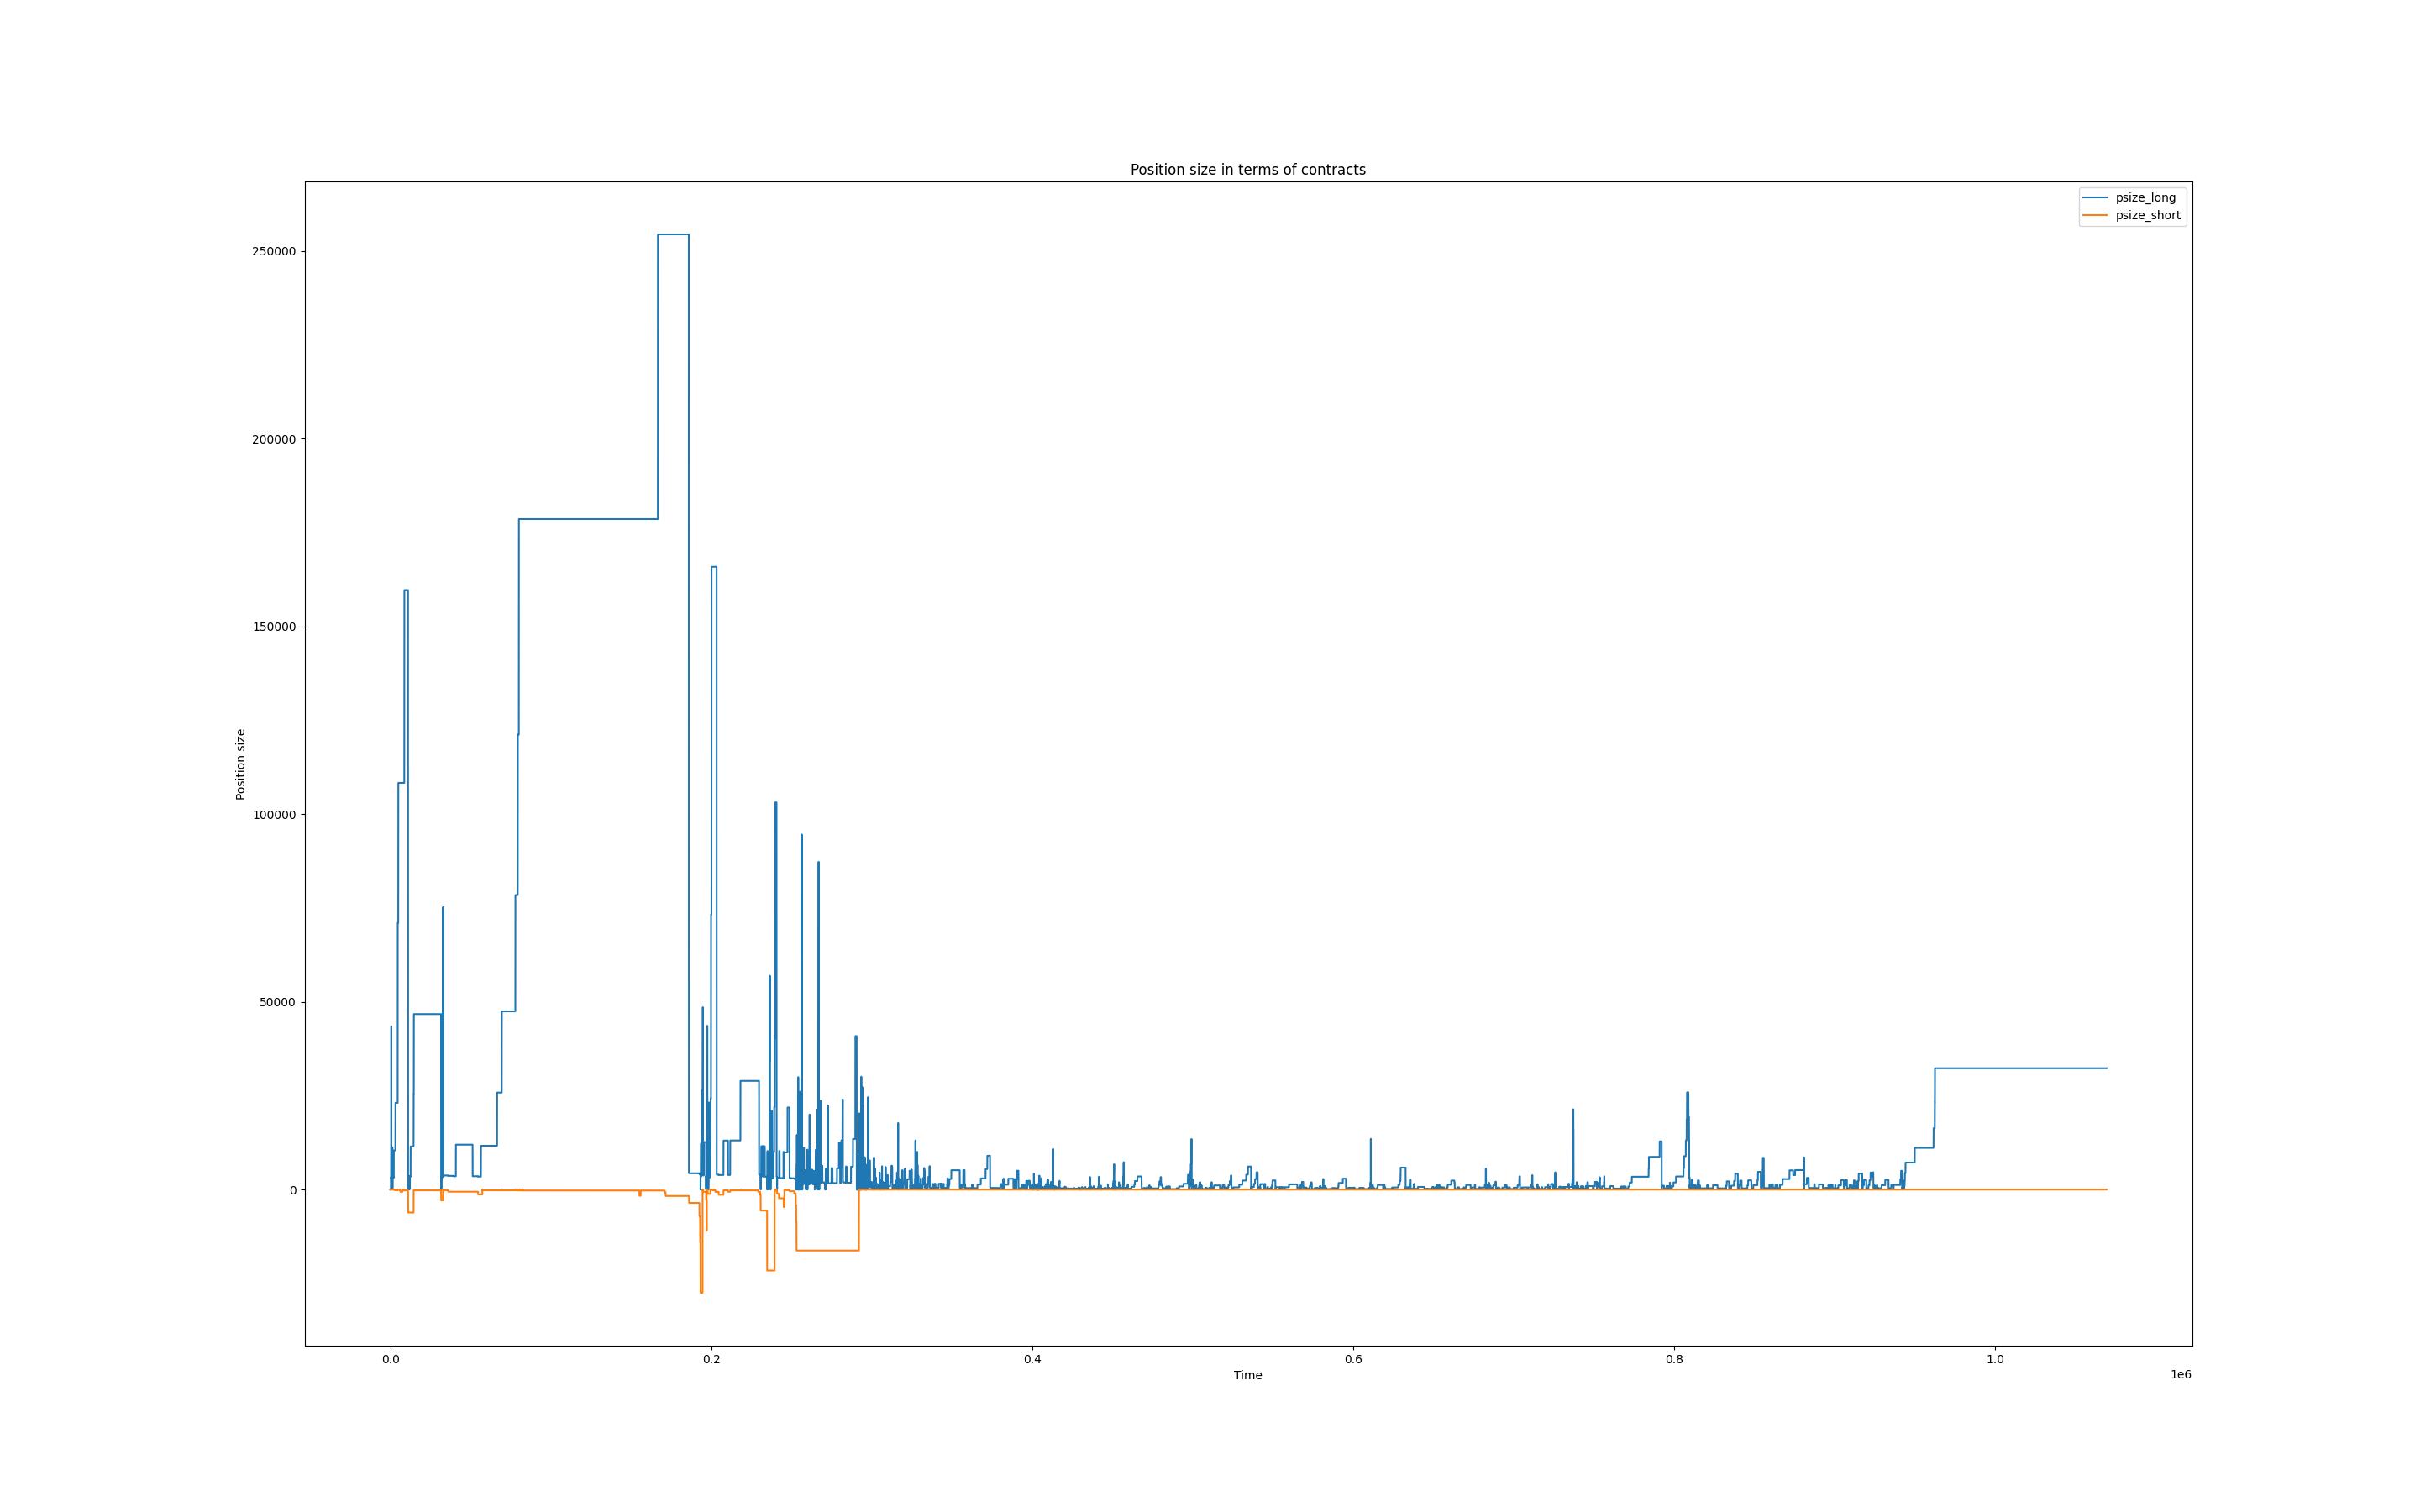 Position size in terms of contracts
psize_long
psize_short
Position size
250000
200000
150000
100000
50000
0
0.0 0.2 0.4 0.6 0.8 1.0
1e6
Time